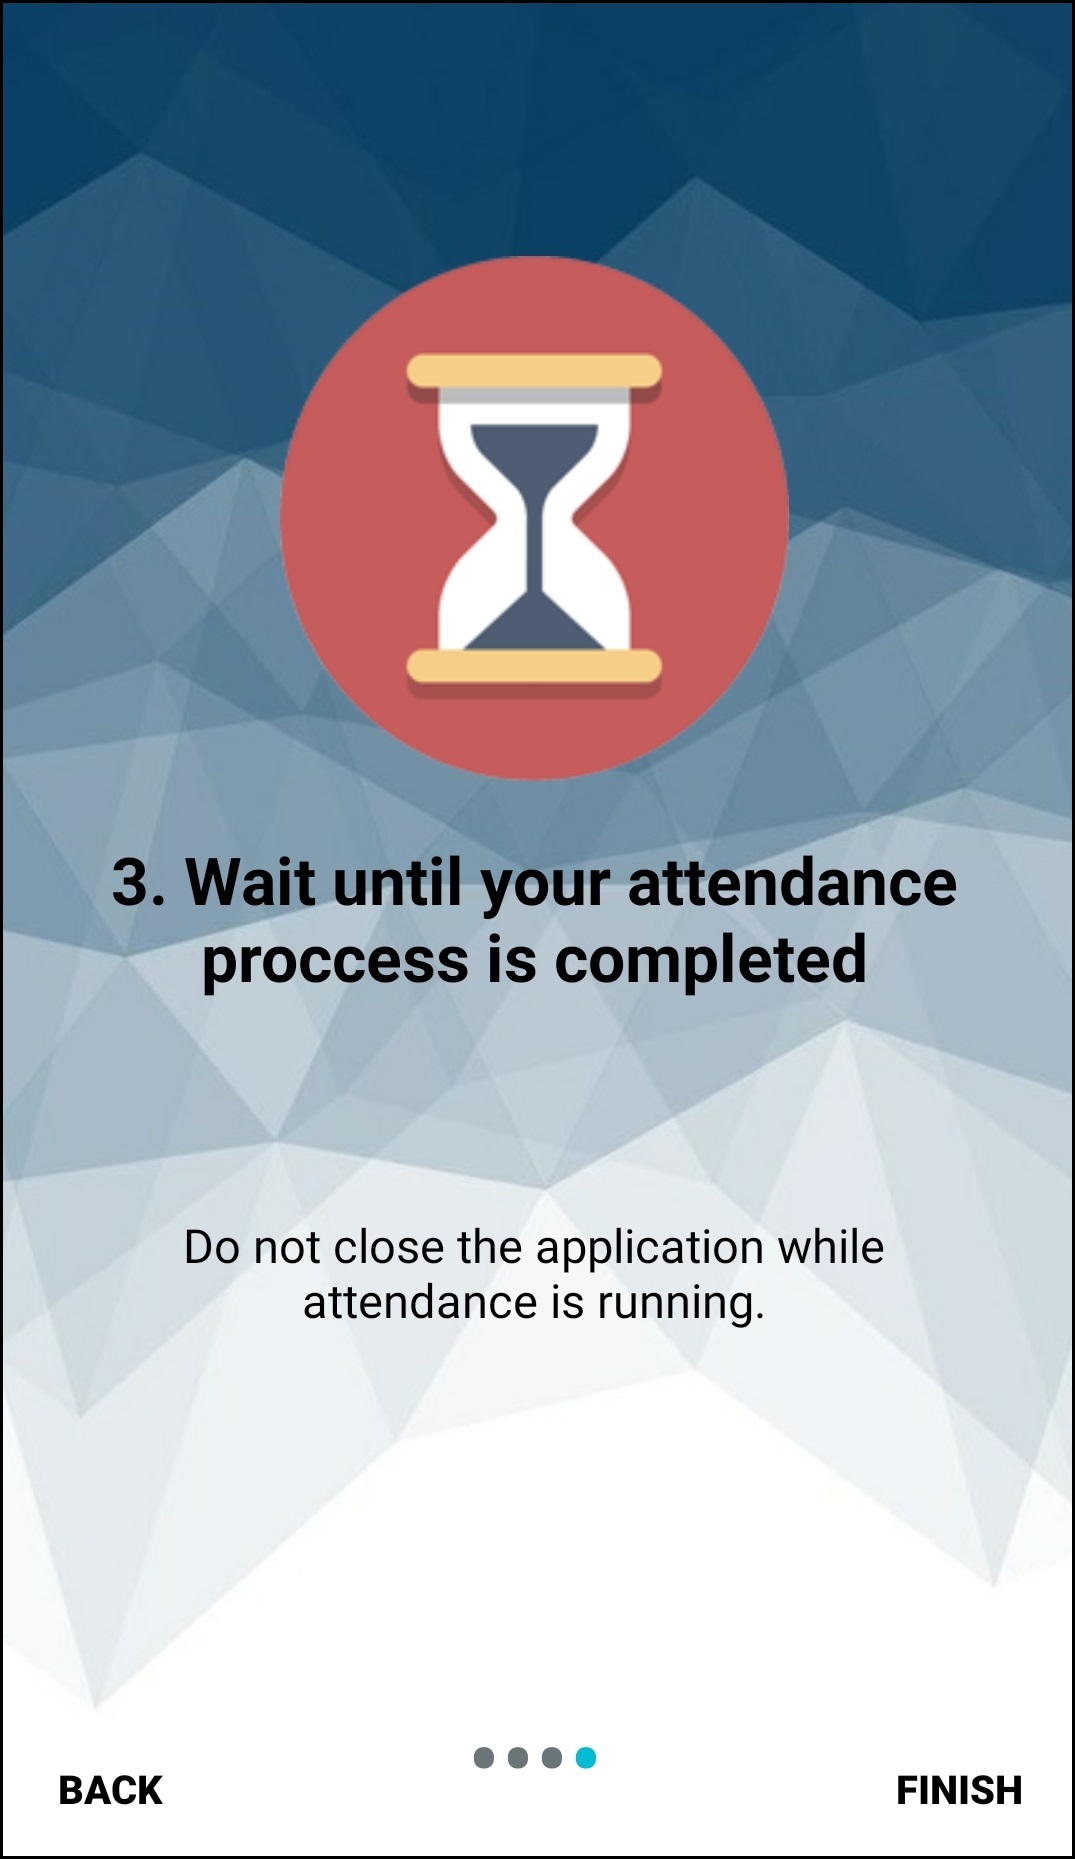 3. Wait until your attendance
proccess is completed
Do not close the application while
attendance is running.
BACK
FINISH